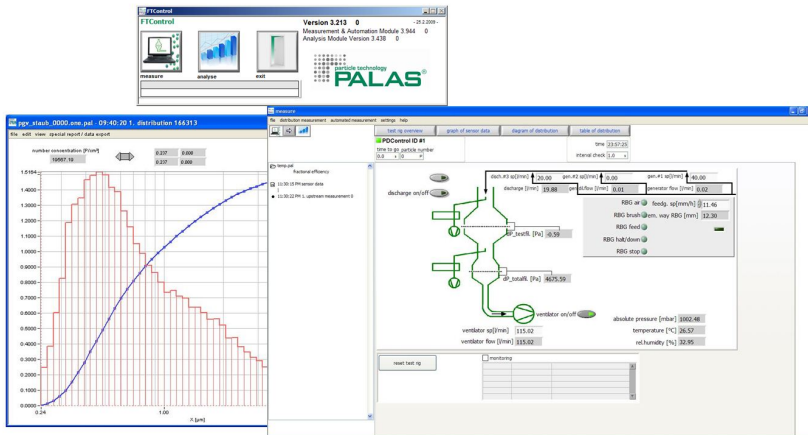 FTControl
FTControl
Version 3.213 0
- 25.2.2009 -
Measurement & Automation Module 3.944 0
Analysis Module Version 3.438 0
measure
analyse
exit
particle technology
PALAS®
pgv_staub_0000.one.pal - 09:40:20 1. distribution 166313
file edit view special report / data export
number concentration [P/cm³]
10667.10
0.237 0.000
0.237 0.000
1.5164
1.4000
1.3000
1.2000
1.1000
1.0000
0.9000
0.8000
0.7000
0.6000
0.5000
0.4000
0.3000
0.2000
0.1000
0.0000
0.24
1.00
X [µm]
measure
file distribution measurement automated measurement settings help
test rig overview
graph of sensor data
diagram of distribution
table of distribution
PDControl ID #1
time to go particle number
0.0 0
time 23:57:25
interval check 1.0
temp.pal
fractional efficiency
11:30:15 PM sensor data
11:30:22 PM 1. upstream measurement 0
disch.#3 sp[l/min] 20.00
gen.#2 sp[l/min] 0.00
gen.#1 sp[l/min] 40.00
discharge on/off
discharge [l/min] 19.88
0.01
generator flow [l/min] 0.02
RBG air
feedg. sp[mm/h] 11.46
RBG brush
rem. way RBG [mm] 12.30
RBG feed
RBG halt/down
RBG stop
dP_testfil. [Pa] -0.59
dP_totalfil. [Pa] 4675.59
ventilator on/off
ventilator sp[l/min] 115.02
ventilator flow [l/min] 115.02
absolute pressure [mbar] 1002.48
temperature [°C] 26.57
rel.humidity [%] 32.95
reset test rig
monitoring